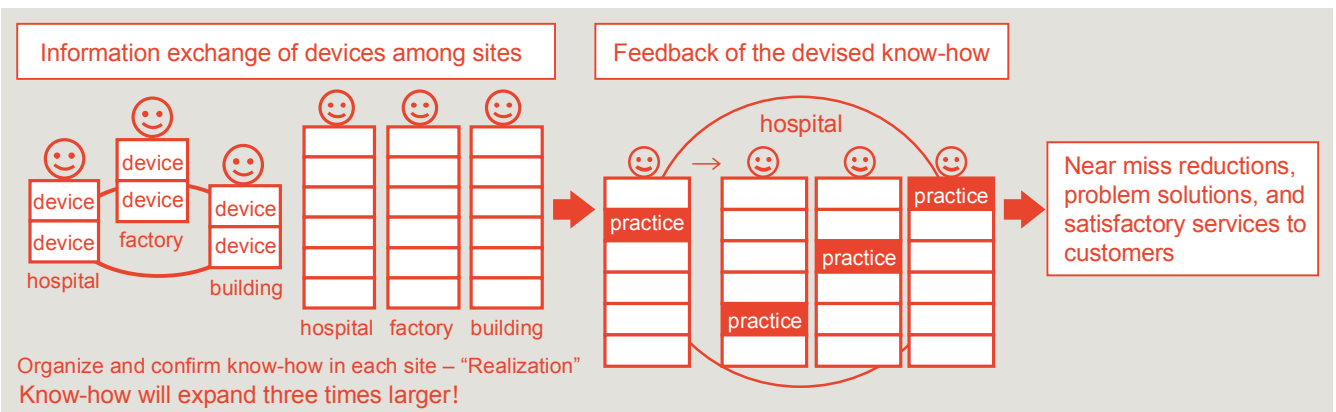 Information exchange of devices among sites
device
device
hospital
device
device
factory
device
device
building
hospital
factory
building
Organize and confirm know-how in each site – “Realization”
Know-how will expand three times larger!
Feedback of the devised know-how
hospital
practice
practice
practice
practice
Near miss reductions,
problem solutions, and
satisfactory services to
customers